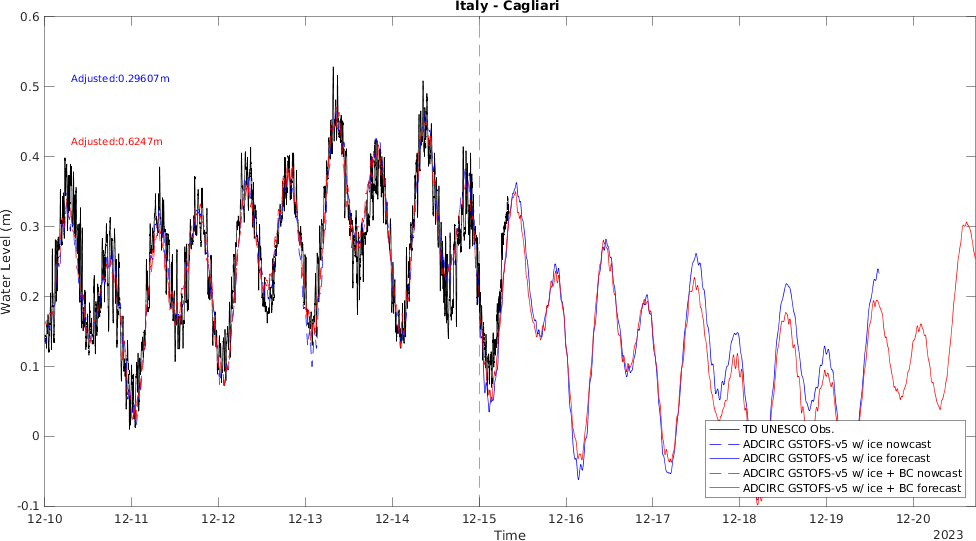 Italy - Cagliari
0.6
0.5
0.4
0.3
0.2
0.1
0
-0.1
Water Level (m)
Adjusted:0.29607m
Adjusted:0.6247m
TD UNESCO Obs.
ADCIRC GSTOFS-v5 w/ ice nowcast
ADCIRC GSTOFS-v5 w/ ice forecast
ADCIRC GSTOFS-v5 w/ ice + BC nowcast
ADCIRC GSTOFS-v5 w/ ice + BC forecast
12-10 12-11 12-12 12-13 12-14 12-15 12-16 12-17 12-18 12-19 12-20
Time
2023